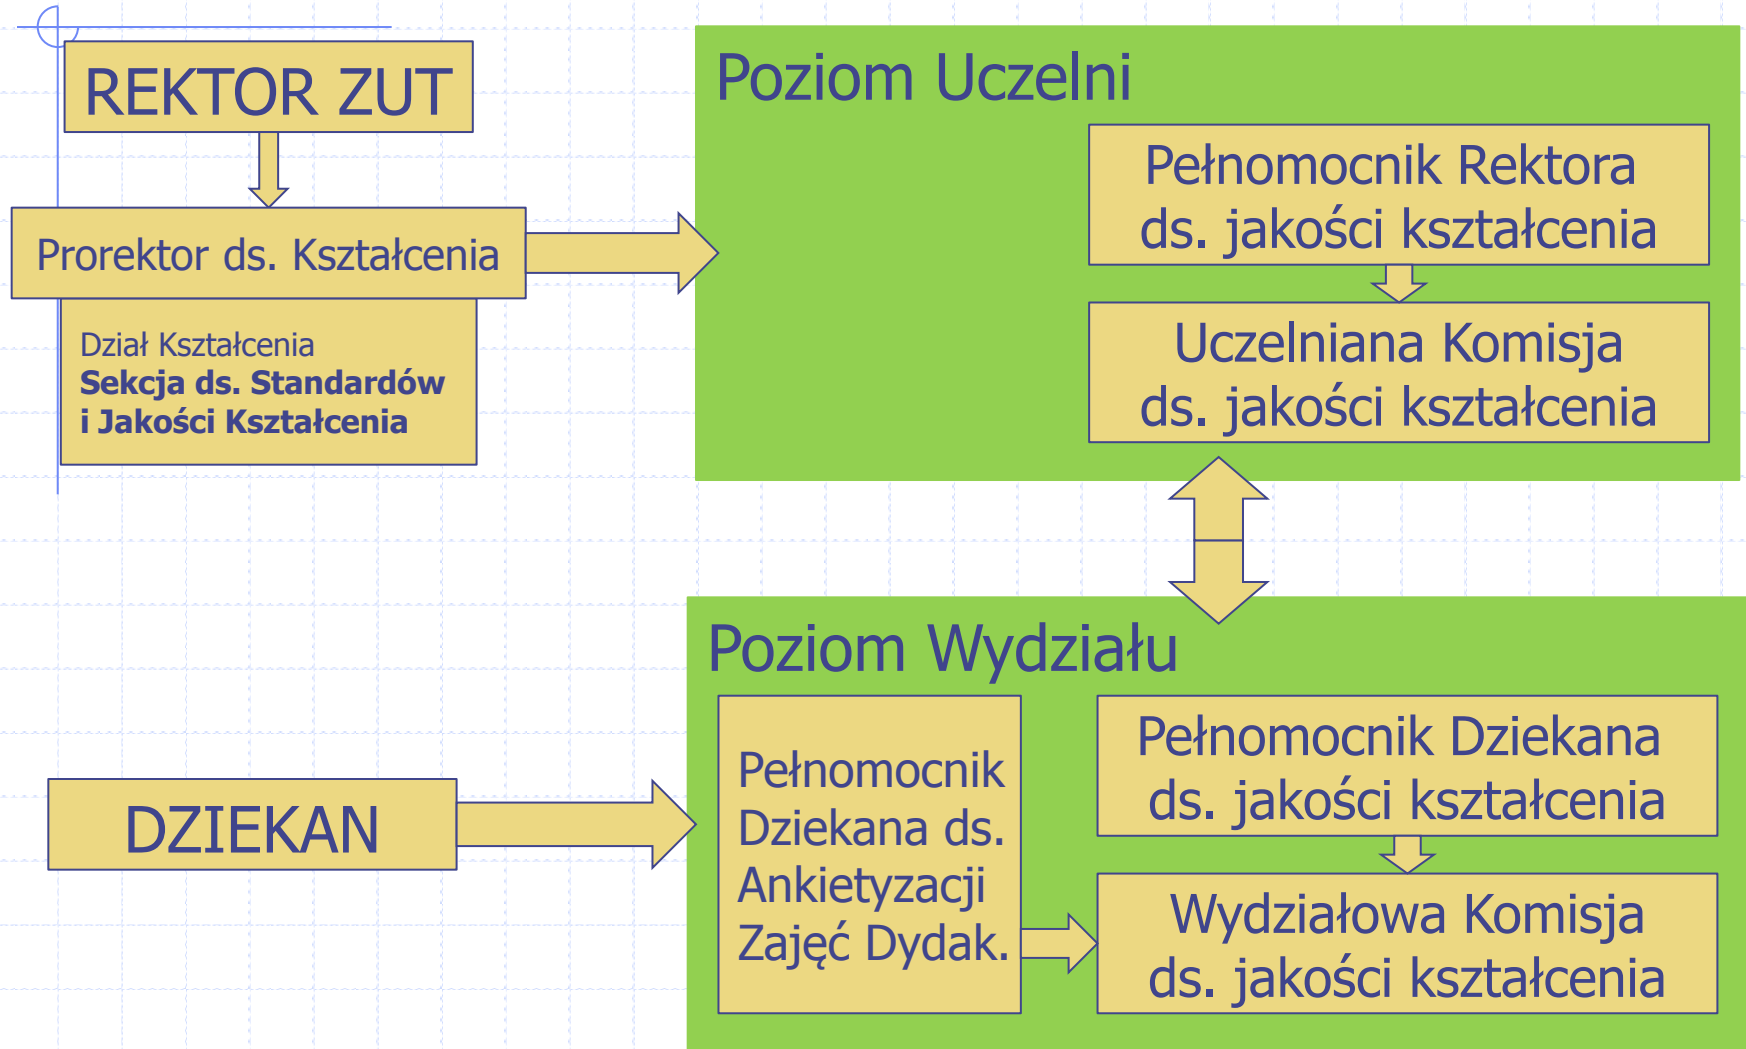 REKTOR ZUT
Prorektor ds. Kształcenia
Dział Kształcenia
Sekcja ds. Standardów
i Jakości Kształcenia
Poziom Uczelni
Pełnomocnik Rektora
ds. jakości kształcenia
Uczelniana Komisja
ds. jakości kształcenia
DZIEKAN
Poziom Wydziału
Pełnomocnik
Dziekana ds.
Ankietyzacji
Zajęć Dydak.
Pełnomocnik Dziekana
ds. jakości kształcenia
Wydziałowa Komisja
ds. jakości kształcenia